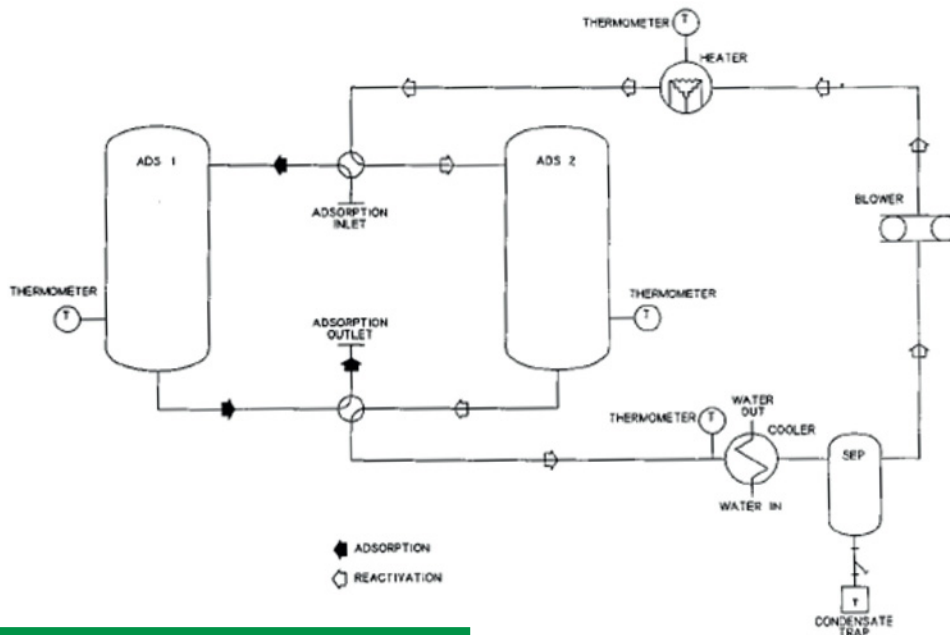 THERMOMETER
T
HEATER
ADS 1
ADS 2
ADSORPTION
INLET
BLOWER
THERMOMETER
T
THERMOMETER
T
ADSORPTION
OUTLET
THERMOMETER
T
WATER
OUT
COOLER
SEP
WATER IN
ADSORPTION
REACTIVATION
T
CONDENSATE
TRAP